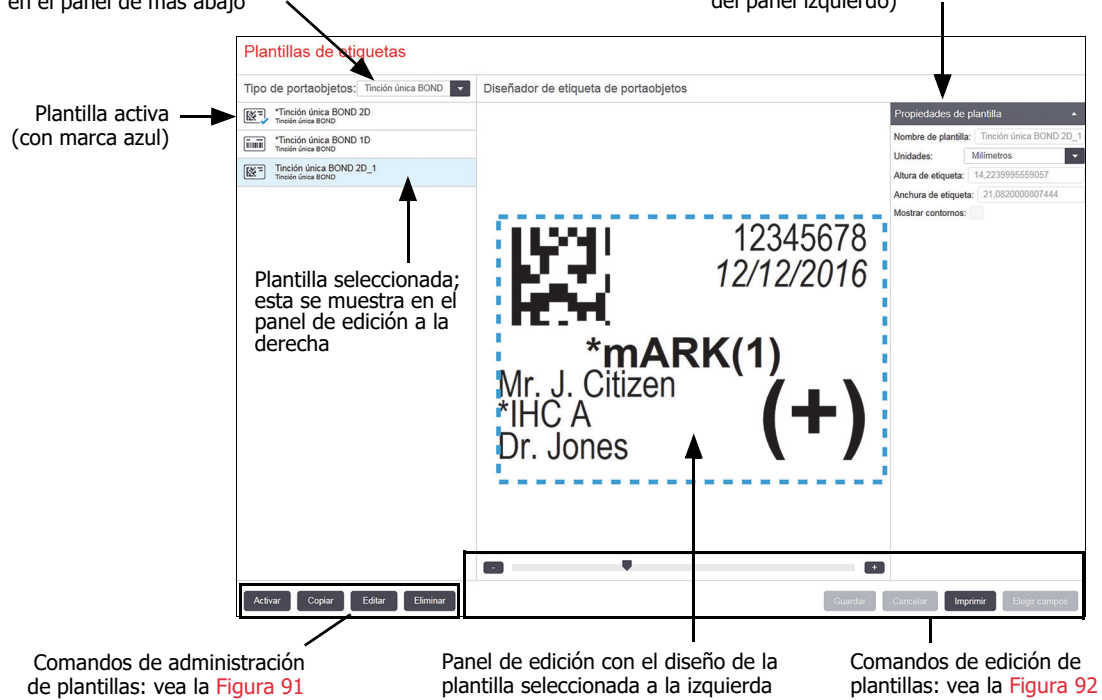 en el panel de más abajo
del panel izquierdo)
Plantillas de etiquetas
Tipo de portaobjetos: Tinción única BOND
Diseñador de etiqueta de portaobjetos
Plantilla activa
(con marca azul)
*Tinción única BOND 2D
Tinción única BOND
*Tinción única BOND 1D
Tinción única BOND
Tinción única BOND 2D_1
Tinción única BOND
Propiedades de plantilla
Nombre de plantilla: Tinción única BOND 2D_1
Unidades: Milímetros
Altura de etiqueta: 14,2239995559057
Anchura de etiqueta: 21,0820000807444
Mostrar contornos:
Plantilla seleccionada;
esta se muestra en el
panel de edición a la
derecha
12345678
12/12/2016
*mARK(1)
Mr. J. Citizen
*IHC A
Dr. Jones
(+)
- +
Activar Copiar Editar Eliminar
Guardar Cancelar Imprimir Elegir campos
Comandos de administración
de plantillas: vea la Figura 91
Panel de edición con el diseño de la
plantilla seleccionada a la izquierda
Comandos de edición de
plantillas: vea la Figura 92